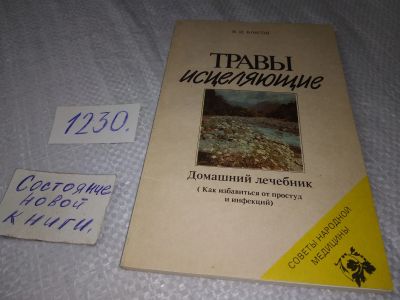 ТРАВЫ
исцеляющие
Домашний лечебник
( Как избавиться от простуд
и инфекций)
СОВЕТЫ НАРОДНОЙ
МЕДИЦИНЫ
1230.
Состояние
новой
книги.